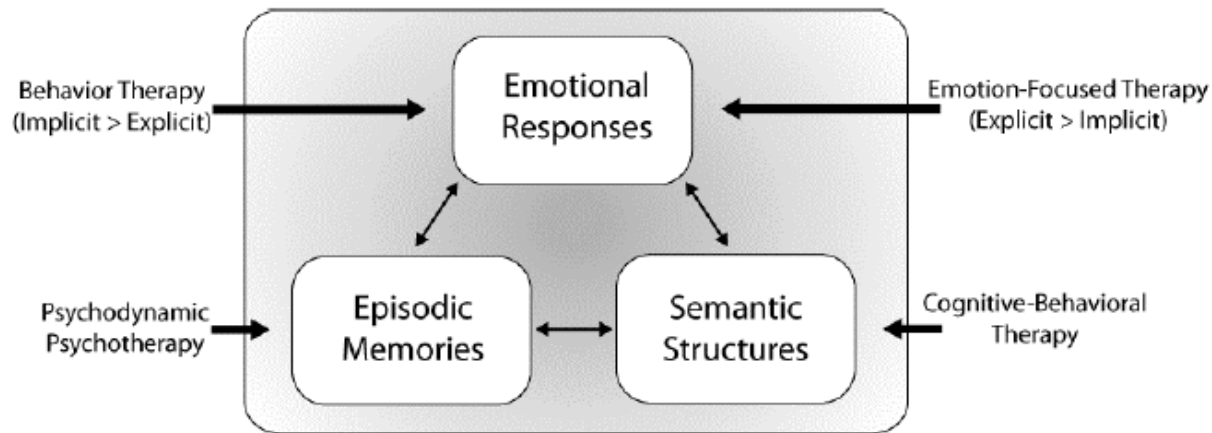 Emotional
Responses
Behavior Therapy
(Implicit > Explicit)
Emotion-Focused Therapy
(Explicit > Implicit)
Episodic
Memories
Semantic
Structures
Psychodynamic
Psychotherapy
Cognitive-Behavioral
Therapy